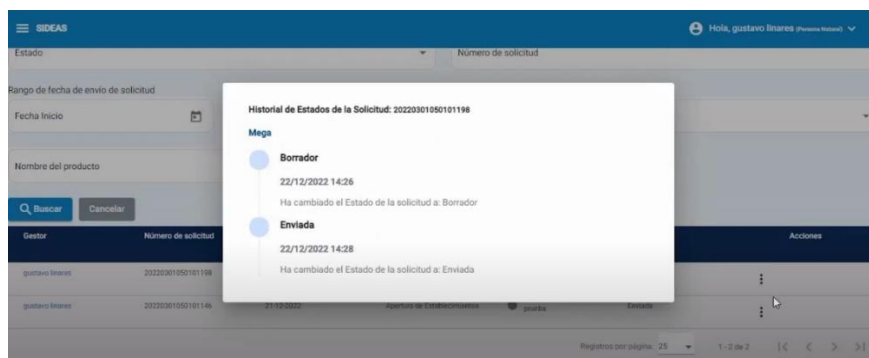 SIDEAS
Hola, gustavo linares (Persona Natural)
Estado
Número de solicitud
Rango de fecha de envio de solicitud
Fecha Inicio
Nombre del producto
Buscar Cancelar
Historial de Estados de la Solicitud: 20220301050101198
Mega
Borrador
22/12/2022 14:26
Ha cambiado el Estado de la solicitud a: Borrador
Enviada
22/12/2022 14:28
Ha cambiado el Estado de la solicitud a: Enviada
Gestor Número de solicitud Acciones
gustavo linares 20220301050101198
gustavo linares 20220301050101146 21-12-2022 Apertura de Establecimientos prueba Enviada
Registros por página: 25 1 - 2 de 2